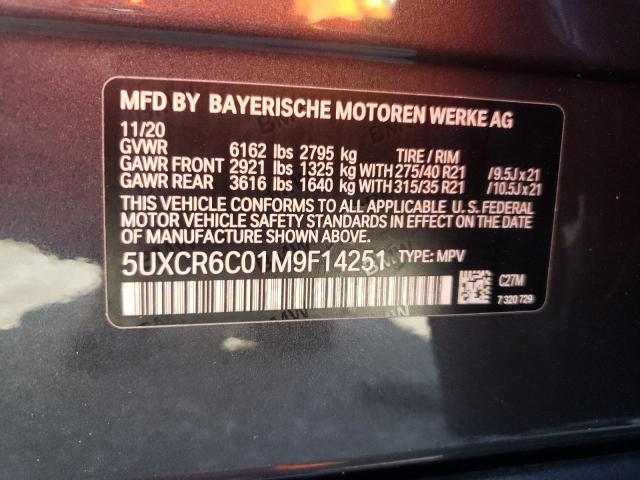 MFD BY BAYERISCHE MOTOREN WERKE AG
11/20
GVWR 6162 lbs 2795 kg TIRE / RIM
GAWR FRONT 2921 lbs 1325 kg WITH 275/40 R21 /9.5J x 21
GAWR REAR 3616 lbs 1640 kg WITH 315/35 R21 /10.5J x 21
THIS VEHICLE CONFORMS TO ALL APPLICABLE U.S. FEDERAL
MOTOR VEHICLE SAFETY STANDARDS IN EFFECT ON THE
DATE OF MANUFACTURE SHOWN ABOVE.
5UXCR6C01M9F14251 TYPE: MPV
C27M
7 320 729